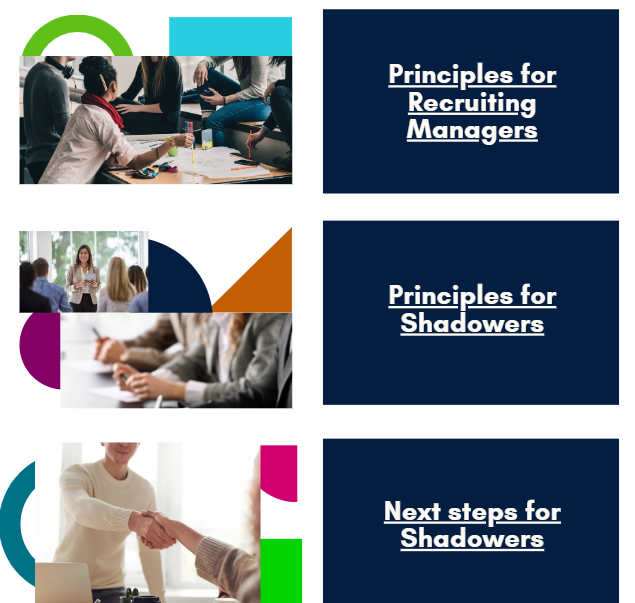 Principles for
Recruiting
Managers
Principles for
Shadowers
Next steps for
Shadowers